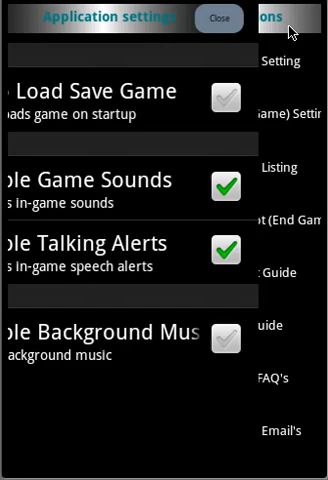 Application settings
Close
ons
Load Save Game
oads game on startup
ble Game Sounds
s in-game sounds
ble Talking Alerts
s in-game speech alerts
ble Background Mus
ackground music
Setting
Game) Settin
Listing
ot (End Gam
t Guide
uide
FAQ's
Email's